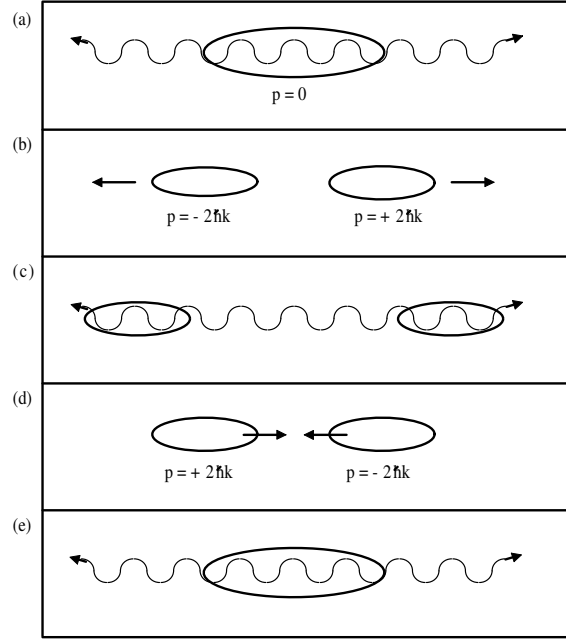 (a)
p = 0
(b)
p = - 2ħk
p = + 2ħk
(c)
(d)
p = + 2ħk
p = - 2ħk
(e)